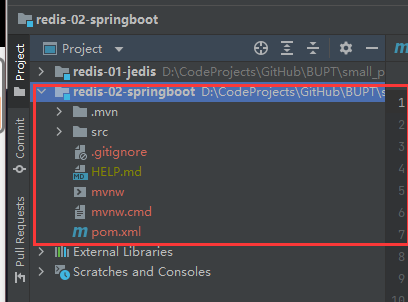 redis-02-springboot
Project
redis-01-jedis D:\CodeProjects\GitHub\BUPT\small_p
redis-02-springboot D:\CodeProjects\GitHub\BUPT\s
.mvn
src
.gitignore
HELP.md
mvnw
mvnw.cmd
pom.xml
External Libraries
Scratches and Consoles
Project
Commit
Pull Requests
m
1
2
3
4
5
6
7
8
9